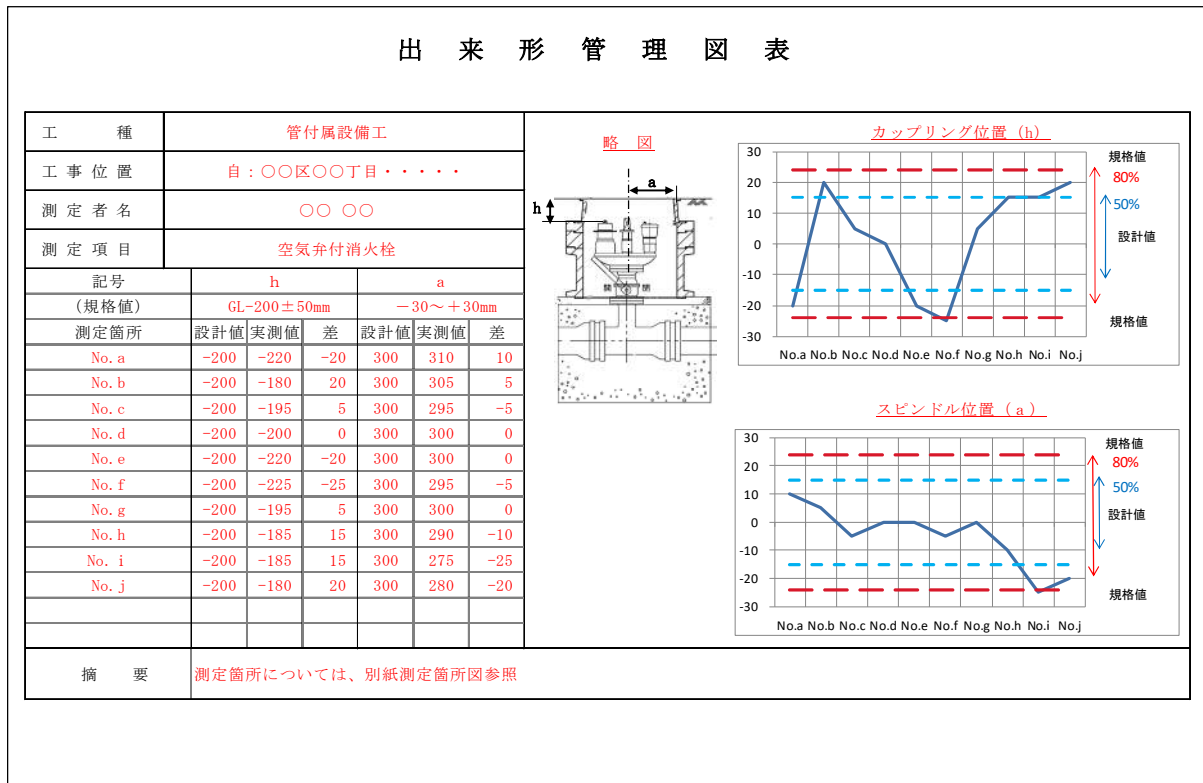 出来形管理図表
工種 管付属設備工
工事位置 自：〇〇区〇〇丁目・・・・・
測定者名 〇〇 〇〇
測定項目 空気弁付消火栓
記号 h a
(規格値) GL-200±50mm －30～＋30mm
測定箇所 設計値 実測値 差 設計値 実測値 差
No.a -200 -220 -20 300 310 10
No.b -200 -180 20 300 305 5
No.c -200 -195 5 300 295 -5
No.d -200 -200 0 300 300 0
No.e -200 -220 -20 300 300 0
No.f -200 -225 -25 300 295 -5
No.g -200 -195 5 300 300 0
No.h -200 -185 15 300 290 -10
No.i -200 -185 15 300 275 -25
No.j -200 -180 20 300 280 -20
摘要 測定箇所については、別紙測定箇所図参照
略図
a
h
カップリング位置（h）
30
20
10
0
-10
-20
-30
No.a No.b No.c No.d No.e No.f No.g No.h No.i No.j
規格値
80%
50%
設計値
規格値
スピンドル位置（a）
30
20
10
0
-10
-20
-30
No.a No.b No.c No.d No.e No.f No.g No.h No.i No.j
規格値
80%
50%
設計値
規格値